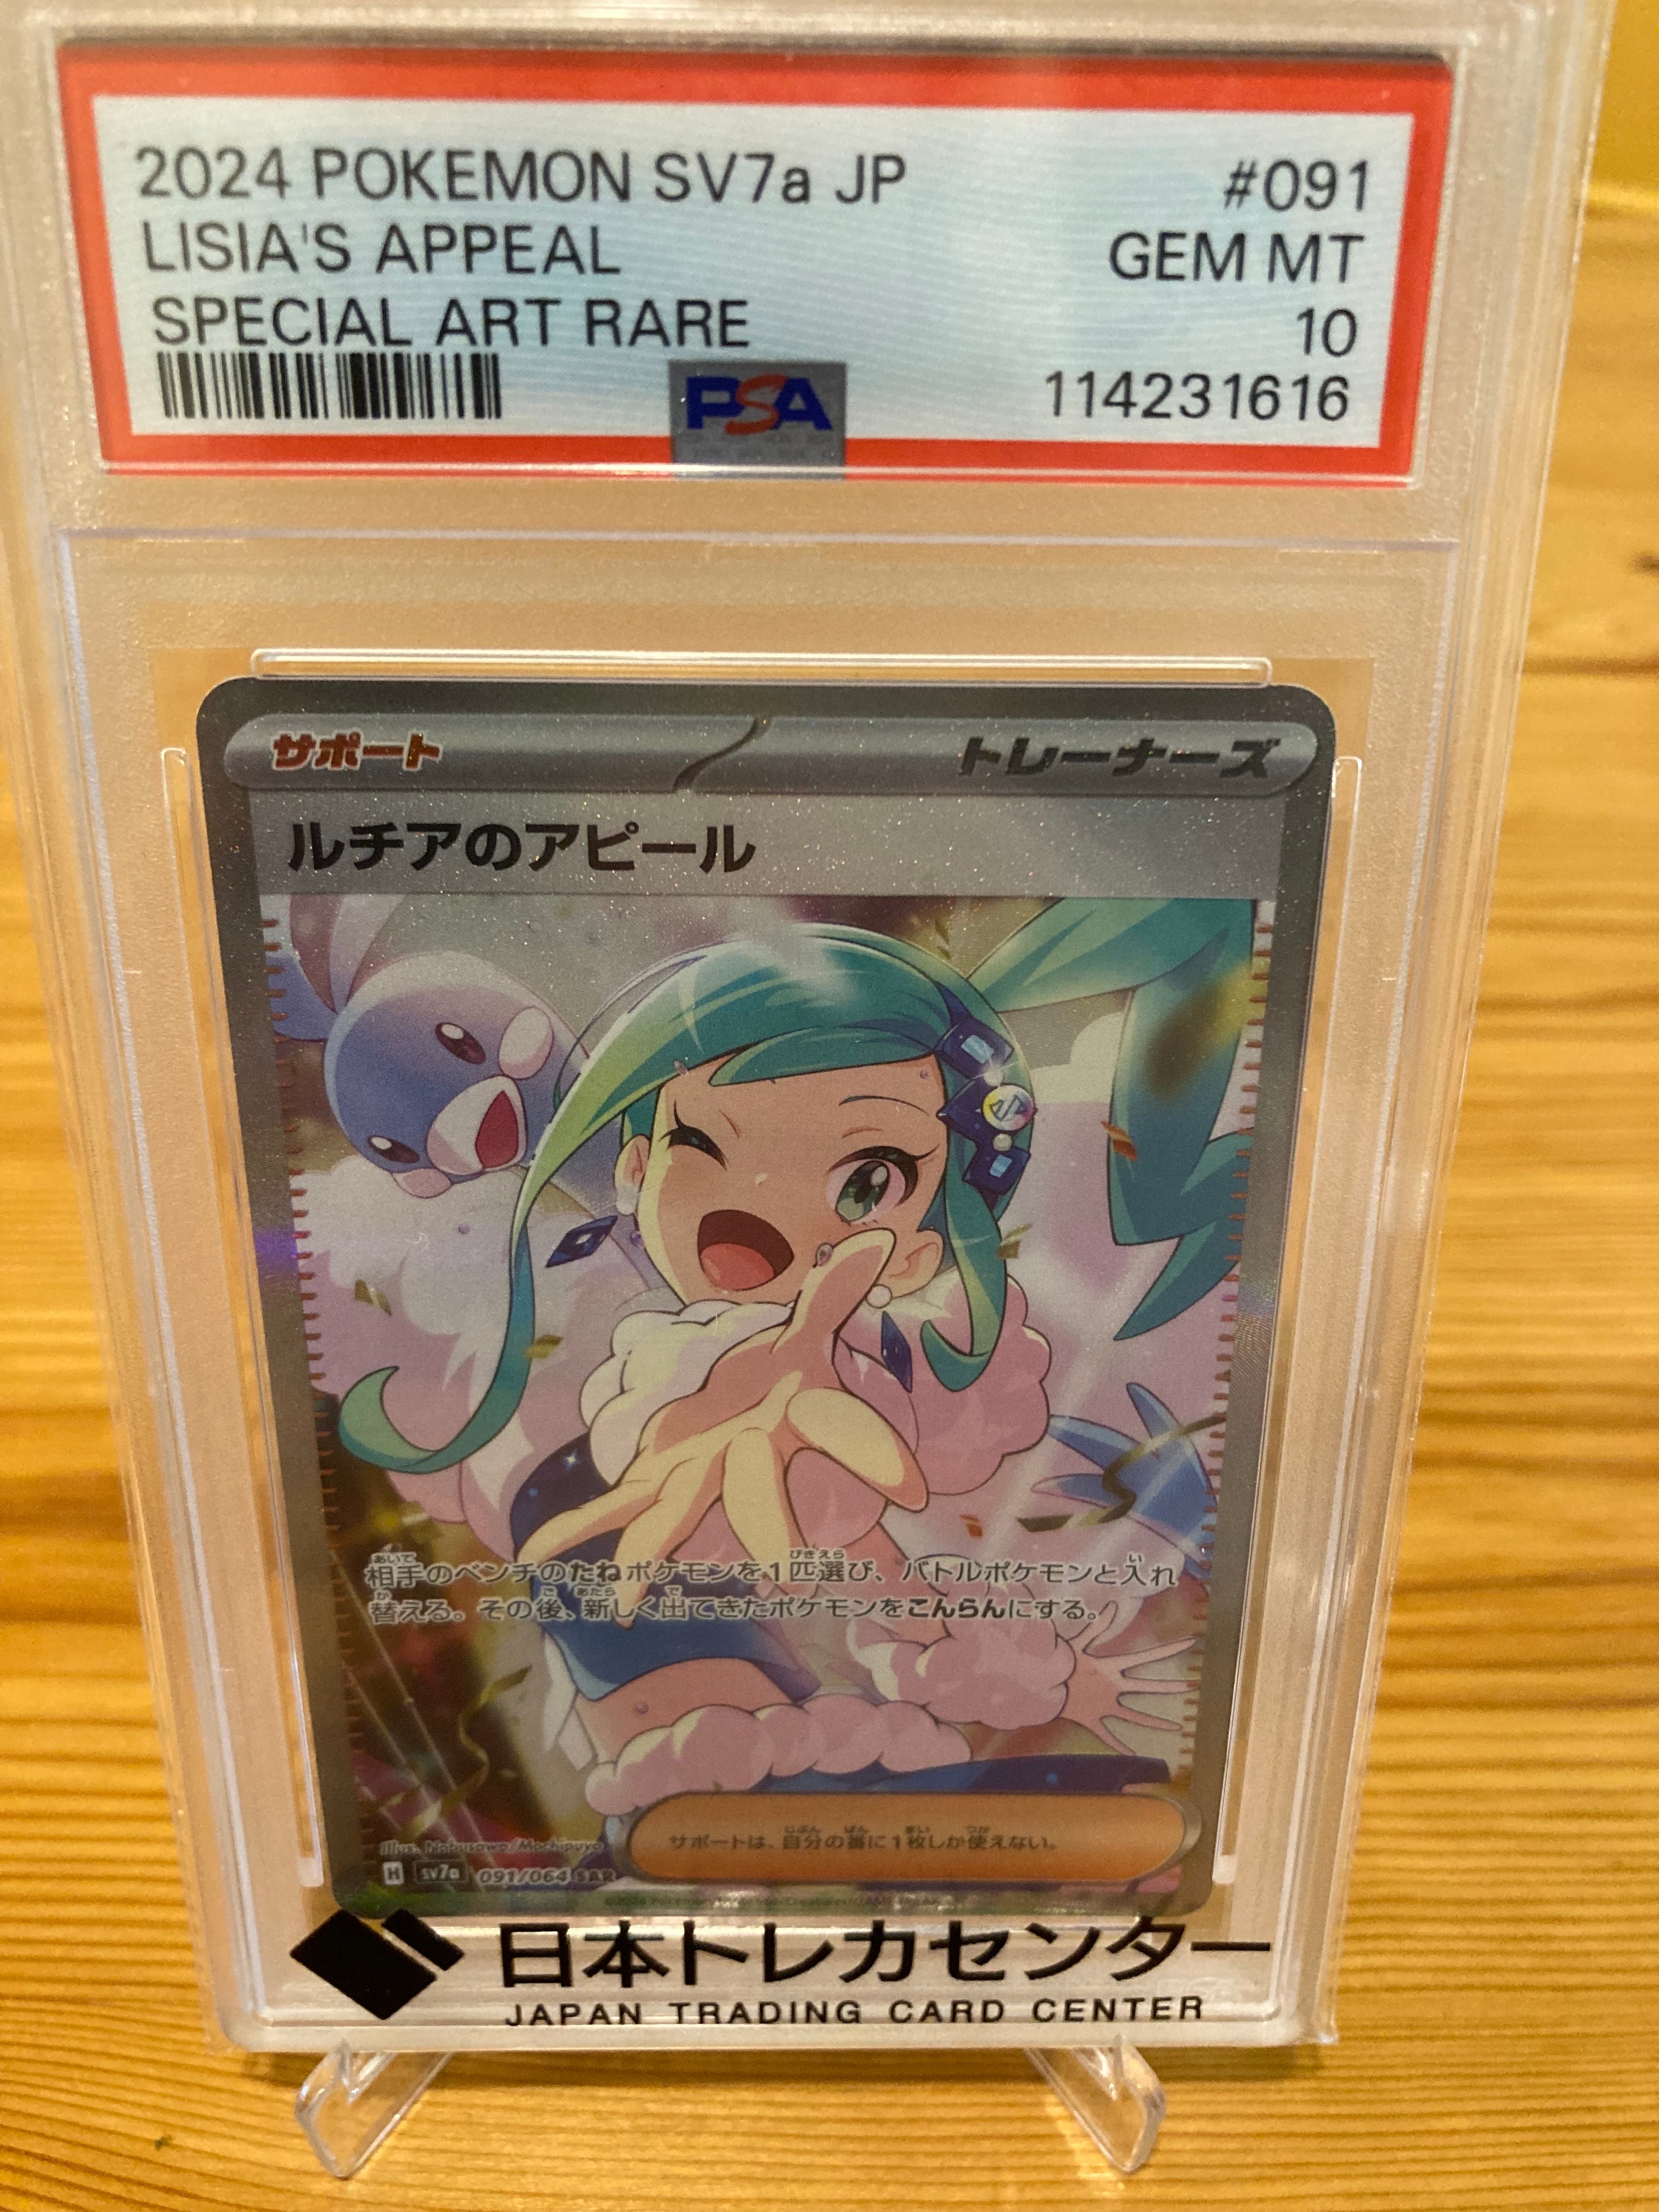 2024 POKEMON SV7a JP #091
LISIA'S APPEAL GEM MT
SPECIAL ART RARE 10
PSA 114231616
サポート トレーナーズ
ルチアのアピール
相手のベンチのたねポケモンを1匹選び、バトルポケモンと入れ
替える。その後、新しく出てきたポケモンをこんらんにする。
サポートは、自分の番に1枚しか使えない。
Illus. Nobusawa/Mochipuyo
H sv7a 091/064 SAR
日本トレカセンター
JAPAN TRADING CARD CENTER